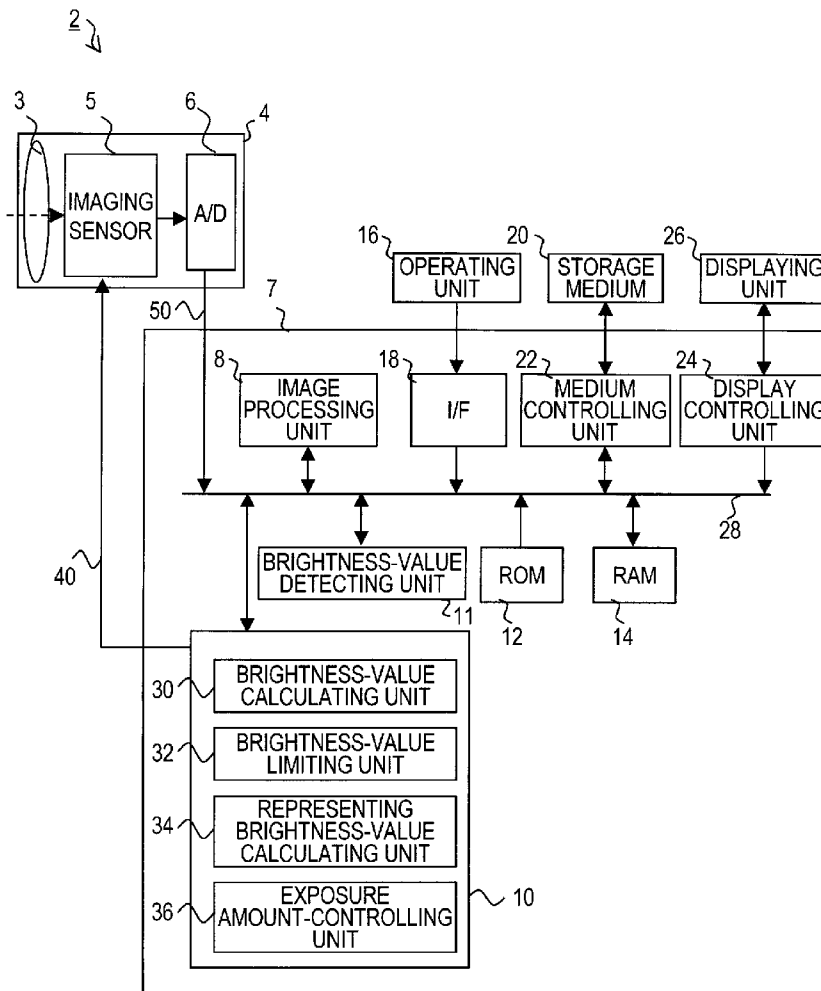 2
3
5
6
4
IMAGING
SENSOR
A/D
16
OPERATING
UNIT
20
STORAGE
MEDIUM
26
DISPLAYING
UNIT
50
7
8
IMAGE
PROCESSING
UNIT
18
I/F
22
MEDIUM
CONTROLLING
UNIT
24
DISPLAY
CONTROLLING
UNIT
28
40
BRIGHTNESS-VALUE
DETECTING UNIT
11
ROM
12
RAM
14
30
BRIGHTNESS-VALUE
CALCULATING UNIT
32
BRIGHTNESS-VALUE
LIMITING UNIT
34
REPRESENTING
BRIGHTNESS-VALUE
CALCULATING UNIT
36
EXPOSURE
AMOUNT-CONTROLLING
UNIT
10